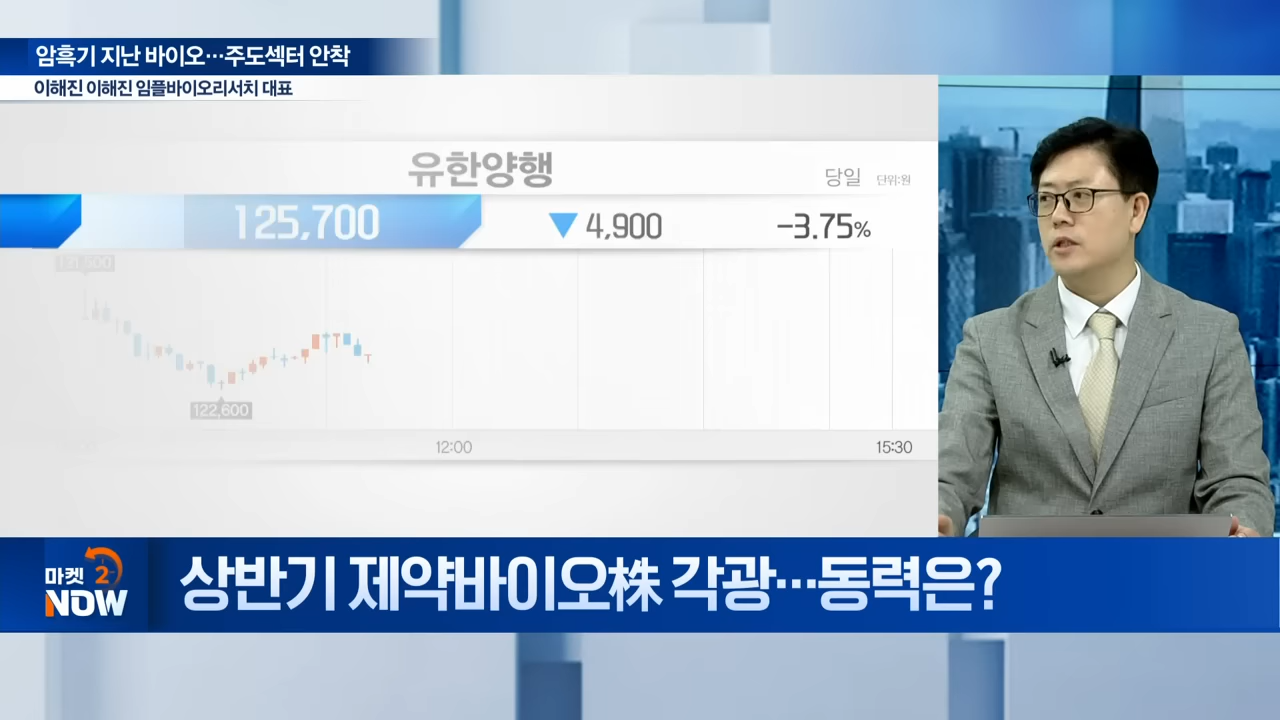 암흑기 지난 바이오…주도섹터 안착
이해진 이해진 임플바이오리서치 대표
유한양행
당일 단위:원
125,700 ▼ 4,900 -3.75%
122,600
12:00 15:30
마켓 2
NOW
상반기 제약바이오株 각광…동력은?